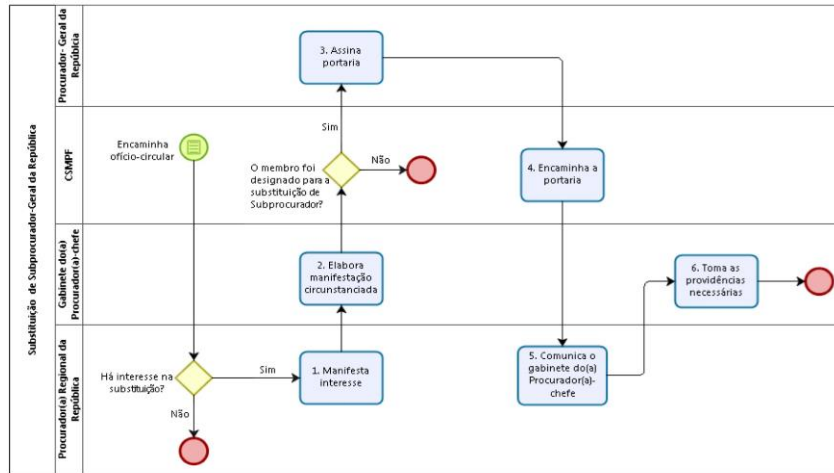 Substituição de Subprocurador-Geral da República
Procurador- Geral da
Repúblcia
3. Assina
portaria
CSMPF
Encaminha
ofício-circular
Sim
O membro foi
designado para a
substituição de
Subprocurador?
Não
4. Encaminha a
portaria
Gabinete do(a)
Procurador(a)-chefe
2. Elabora
manifestação
circunstanciada
6. Toma as
providências
necessárias
Procurador(a) Regional da
República
Há interesse na
substituição?
Sim
Não
1. Manifesta
interesse
5. Comunica o
gabinete do(a)
Procurador(a)-
chefe